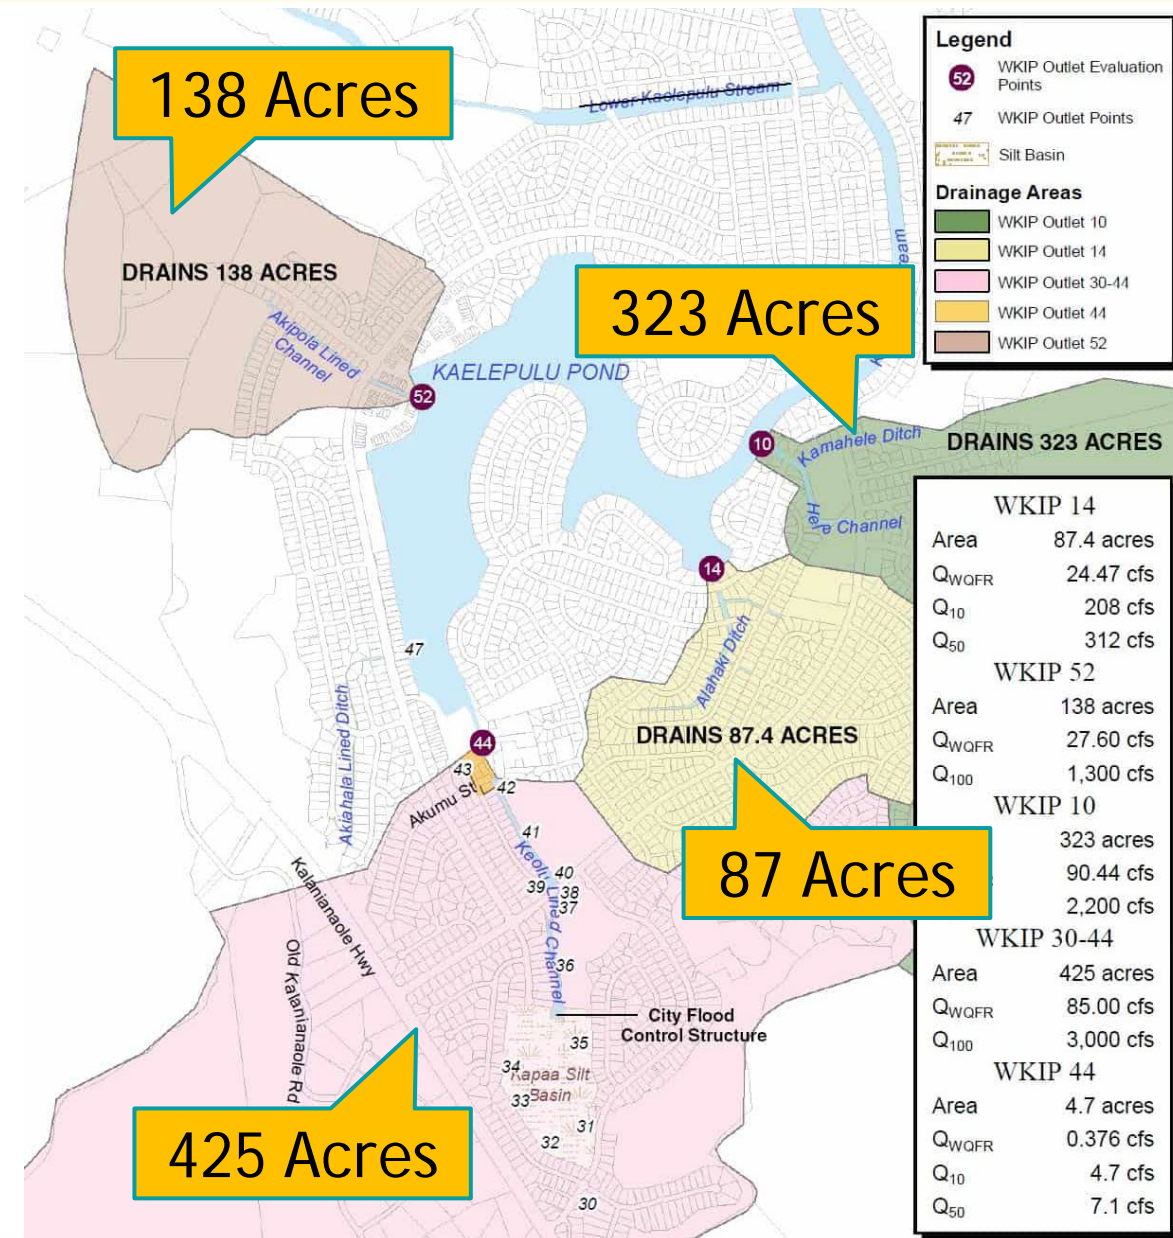 138 Acres
Lower Kaelepulu Stream
Legend
52 WKIP Outlet Evaluation Points
47 WKIP Outlet Points
Silt Basin
Drainage Areas
WKIP Outlet 10
WKIP Outlet 14
WKIP Outlet 30-44
WKIP Outlet 44
WKIP Outlet 52
DRAINS 138 ACRES
Akipola Lined
Channel
323 Acres
KAELEPULU POND
52
10
Kamahele Ditch
DRAINS 323 ACRES
Hele Channel
14
Alahaki Ditch
47
DRAINS 87.4 ACRES
Akiahala Lined Ditch
44
43
42
Akumu St
41
Keolu Lined Channel
40
39
38
37
36
87 Acres
Kalanianaole Hwy
Old Kalanianaole Rd
City Flood
Control Structure
35
34
Kapaa Silt
Basin
33
31
32
30
425 Acres
WKIP 14
Area 87.4 acres
QWQFR 24.47 cfs
Q10 208 cfs
Q50 312 cfs
WKIP 52
Area 138 acres
QWQFR 27.60 cfs
Q100 1,300 cfs
WKIP 10
323 acres
90.44 cfs
2,200 cfs
WKIP 30-44
Area 425 acres
QWQFR 85.00 cfs
Q100 3,000 cfs
WKIP 44
Area 4.7 acres
QWQFR 0.376 cfs
Q10 4.7 cfs
Q50 7.1 cfs